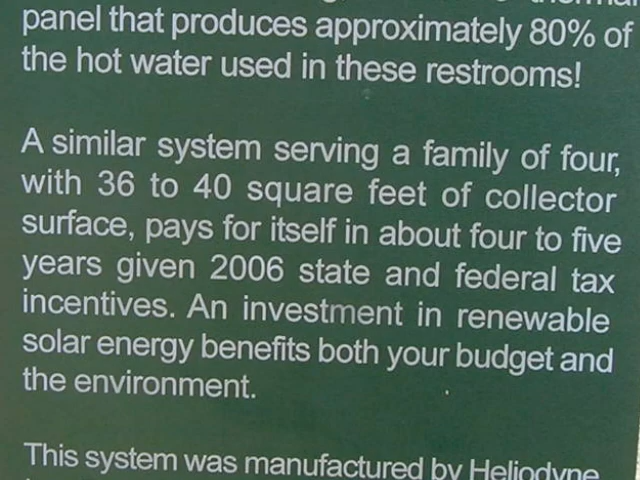 thermal
panel that produces approximately 80% of
the hot water used in these restrooms!
A similar system serving a family of four,
with 36 to 40 square feet of collector
surface, pays for itself in about four to five
years given 2006 state and federal tax
incentives. An investment in renewable
solar energy benefits both your budget and
the environment.
This system was manufactured by Heliodyne